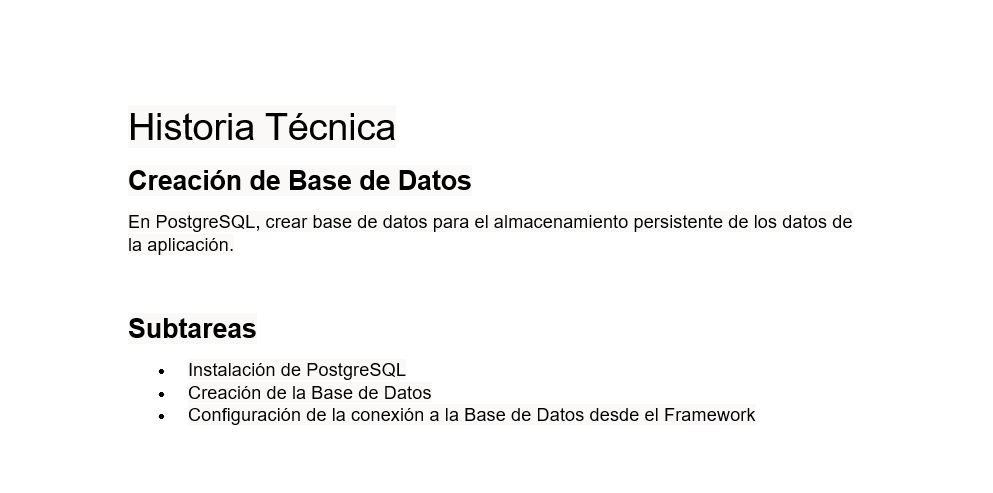 Historia Técnica
Creación de Base de Datos
En PostgreSQL, crear base de datos para el almacenamiento persistente de los datos de
la aplicación.
Subtareas
• Instalación de PostgreSQL
• Creación de la Base de Datos
• Configuración de la conexión a la Base de Datos desde el Framework